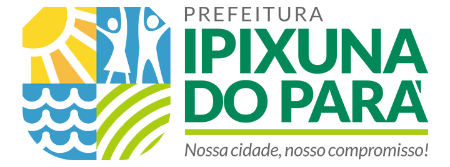 PREFEITURA
IPIXUNA
DO PARÁ
Nossa cidade, nosso compromisso!